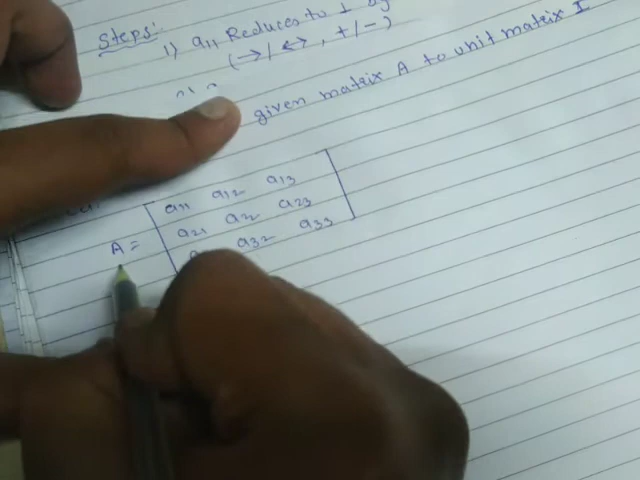 Steps:
1) a11 Reduces to 1 by
(→/ ↔, +/-)
given matrix A to unit matrix I
a11 a12 a13
a21 a22 a23
A =
a32 a33